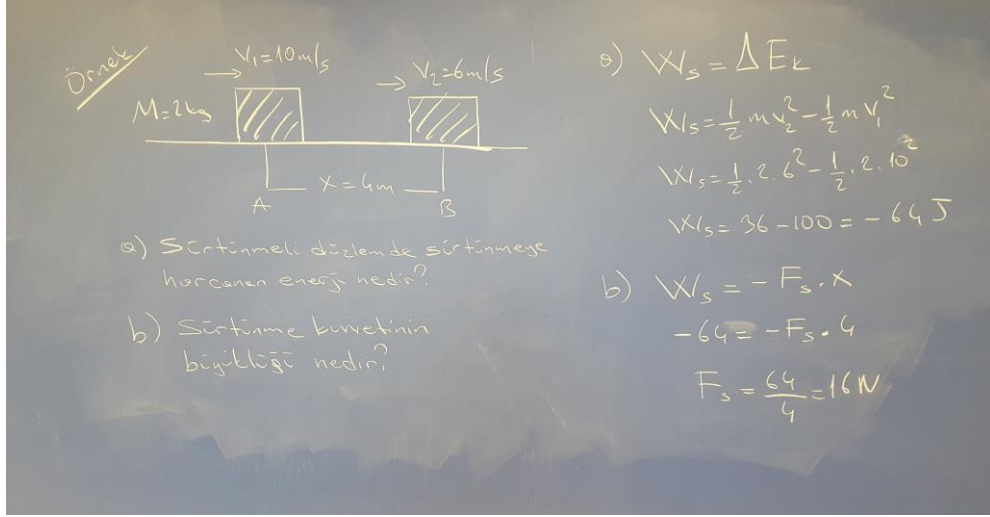 Örnek
V₁=10m/s
V₂=6m/s
M=2kg
X=4m
A
B
a) Sürtünmeli düzlemde sürtünmeye
harcanan enerji nedir?
b) Sürtünme kuvvetinin
büyüklüğü nedir?
a) Wₛ = ΔEₖ
Wₛ = 1/2 m v₂² - 1/2 m v₁²
Wₛ = 1/2 . 2 . 6² - 1/2 . 2 . 10²
Wₛ = 36 - 100 = - 64 J
b) Wₛ = - Fₛ . X
-64 = -Fₛ . 4
Fₛ = 64/4 = 16 N